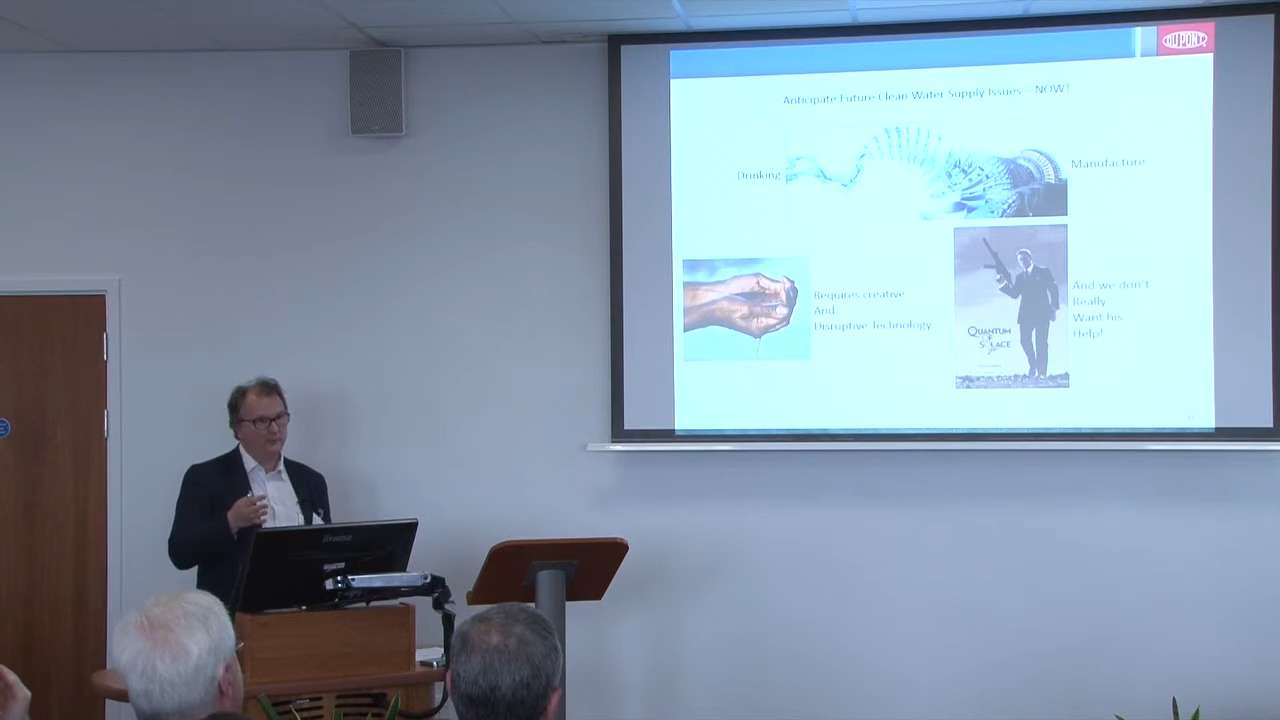 DUPONT
Anticipate Future Clean Water Supply Issues – NOW!
Drinking
Manufacture
Requires creative
And
Disruptive Technology
QUANTUM
OF
SOLACE
And we don't
Really
Want his
Help!
iiyama